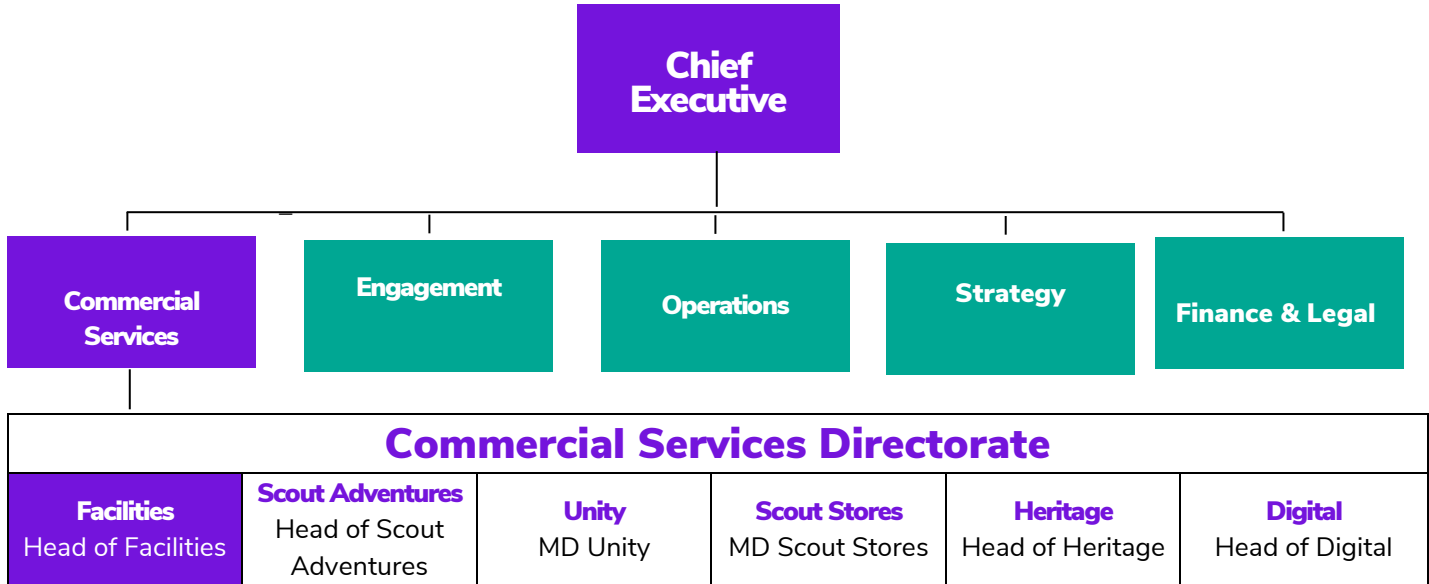 Chief
Executive
Commercial
Services
Engagement
Operations
Strategy
Finance & Legal
Commercial Services Directorate
Facilities
Head of Facilities
Scout Adventures
Head of Scout
Adventures
Unity
MD Unity
Scout Stores
MD Scout Stores
Heritage
Head of Heritage
Digital
Head of Digital